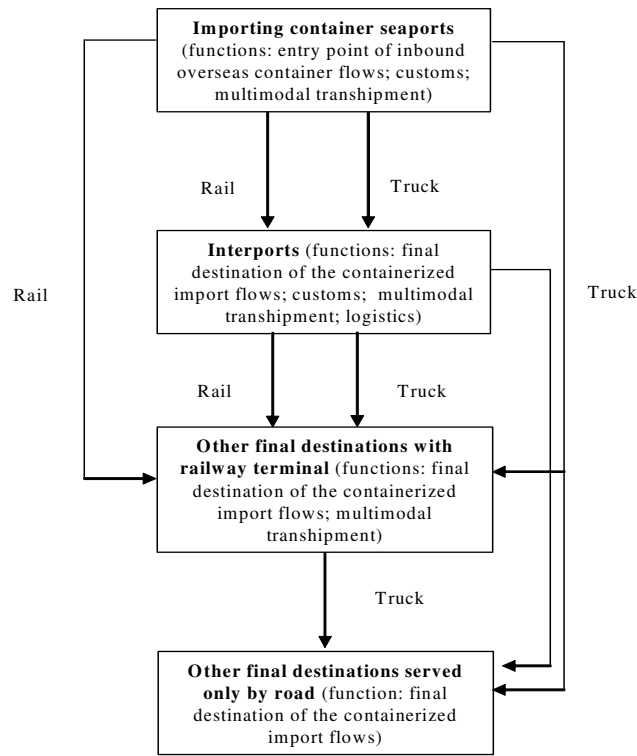 Importing container seaports
(functions: entry point of inbound
overseas container flows; customs;
multimodal transhipment)
Rail
Truck
Interports (functions: final
destination of the containerized
import flows; customs; multimodal
transhipment; logistics)
Rail
Truck
Rail
Truck
Other final destinations with
railway terminal (functions: final
destination of the containerized
import flows; multimodal
transhipment)
Truck
Other final destinations served
only by road (function: final
destination of the containerized
import flows)